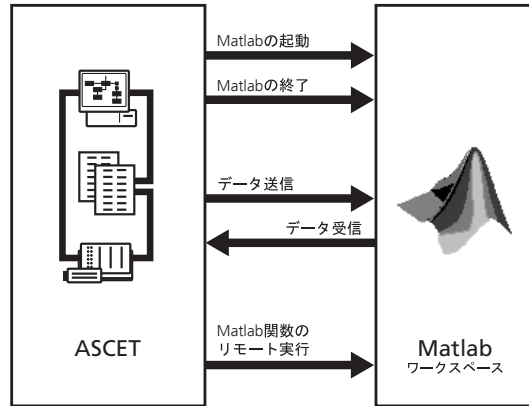 Matlabの起動
Matlabの終了
データ送信
データ受信
Matlab関数の
リモート実行
ASCET
Matlab
ワークスペース